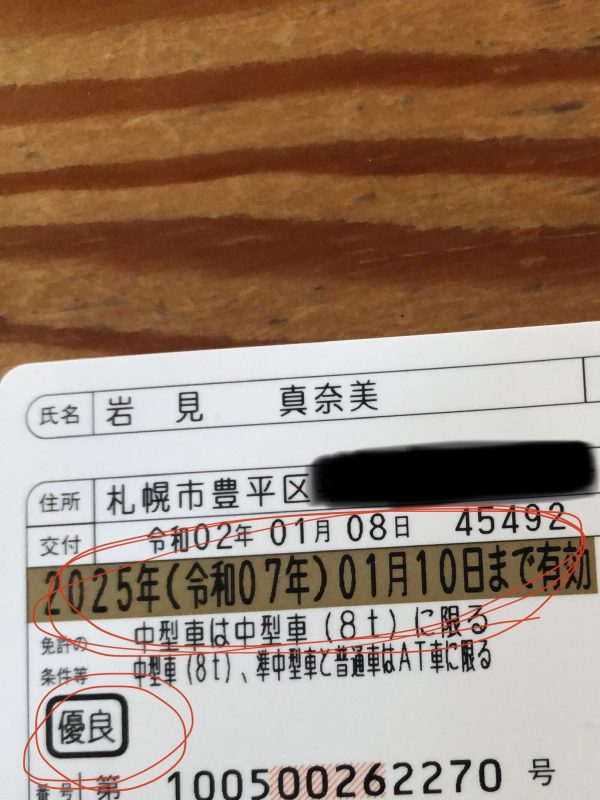 氏名 岩見 真奈美
住所 札幌市豊平区
交付 令和02年 01月 08日 45492
2025年(令和07年)01月10日まで有効
免許の 中型車は中型車(8t)に限る
条件等 中型車(8t)、準中型車と普通車はAT車に限る
優良
番号 第 100500262270 号